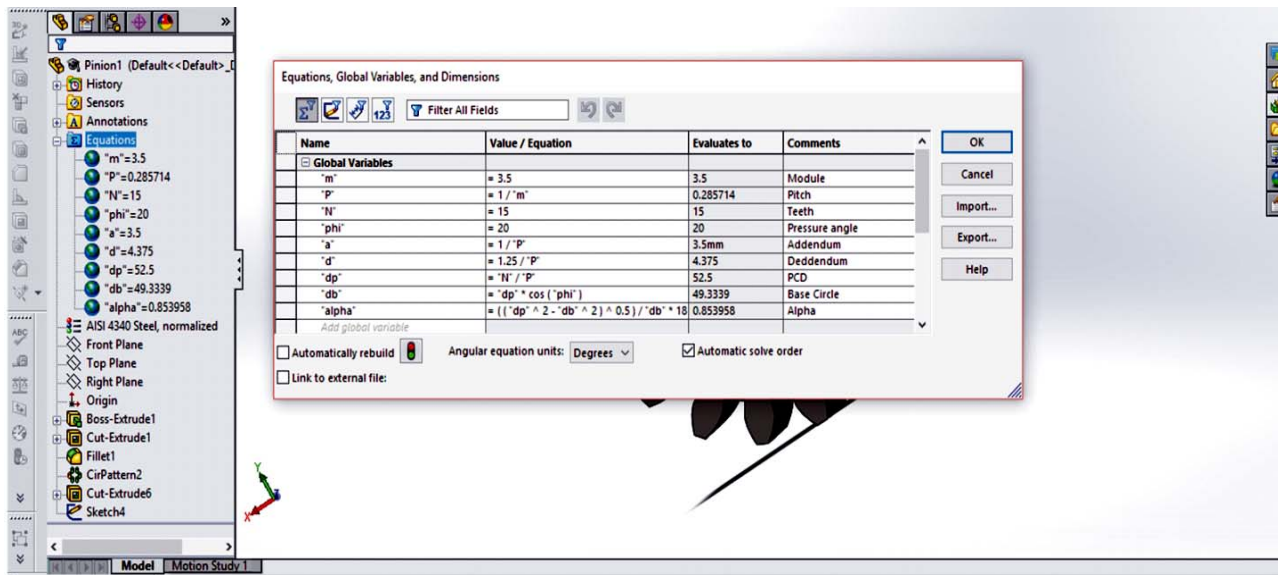 Pinion1 (Default<<Default>_D
History
Sensors
Annotations
Equations
"m"=3.5
"P"=0.285714
"N"=15
"phi"=20
"a"=3.5
"d"=4.375
"dp"=52.5
"db"=49.3339
"alpha"=0.853958
AISI 4340 Steel, normalized
Front Plane
Top Plane
Right Plane
Origin
Boss-Extrude1
Cut-Extrude1
Fillet1
CirPattern2
Cut-Extrude6
Sketch4
Model Motion Study 1
Equations, Global Variables, and Dimensions
Filter All Fields
Name Value / Equation Evaluates to Comments
Global Variables
"m" = 3.5 3.5 Module
"P" = 1 / "m" 0.285714 Pitch
"N" = 15 15 Teeth
"phi" = 20 20 Pressure angle
"a" = 1 / "P" 3.5mm Addendum
"d" = 1.25 / "P" 4.375 Deddendum
"dp" = "N" / "P" 52.5 PCD
"db" = "dp" * cos ( "phi" ) 49.3339 Base Circle
"alpha" = ( ( "dp" ^ 2 - "db" ^ 2 ) ^ 0.5 ) / "db" * 18 0.853958 Alpha
Add global variable
Automatically rebuild Angular equation units: Degrees Automatic solve order
Link to external file:
OK
Cancel
Import...
Export...
Help
Y
X